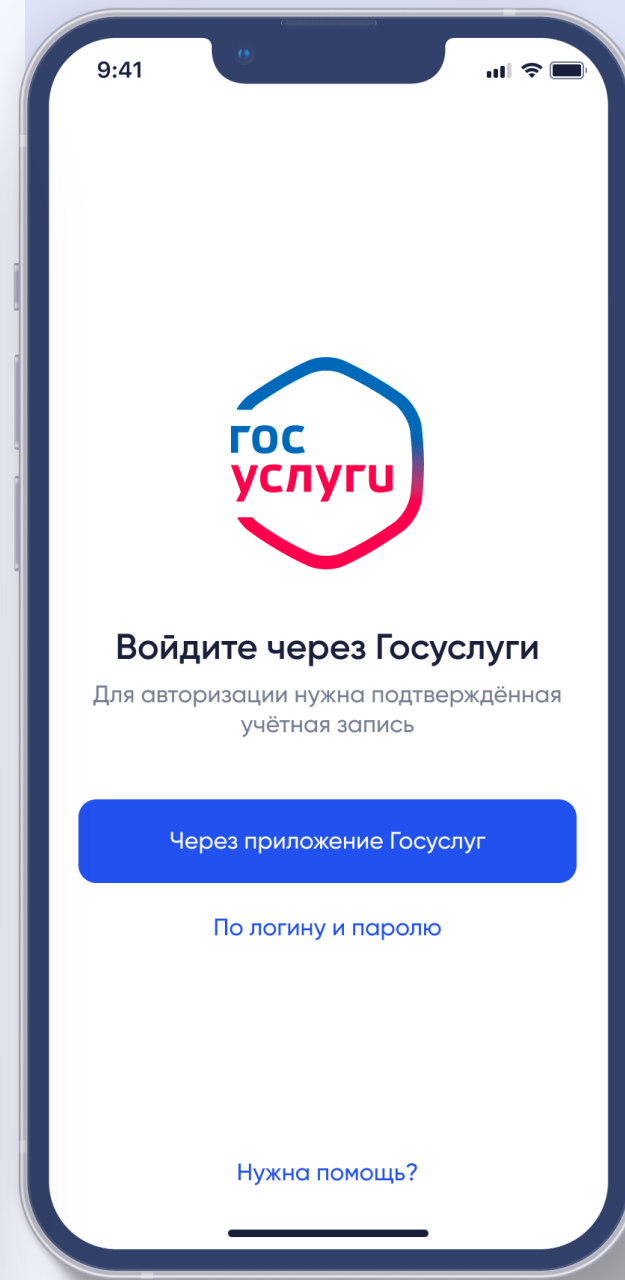 9:41
гос
услуги
Войдите через Госуслуги
Для авторизации нужна подтверждённая
учётная запись
Через приложение Госуслуг
По логину и паролю
Нужна помощь?